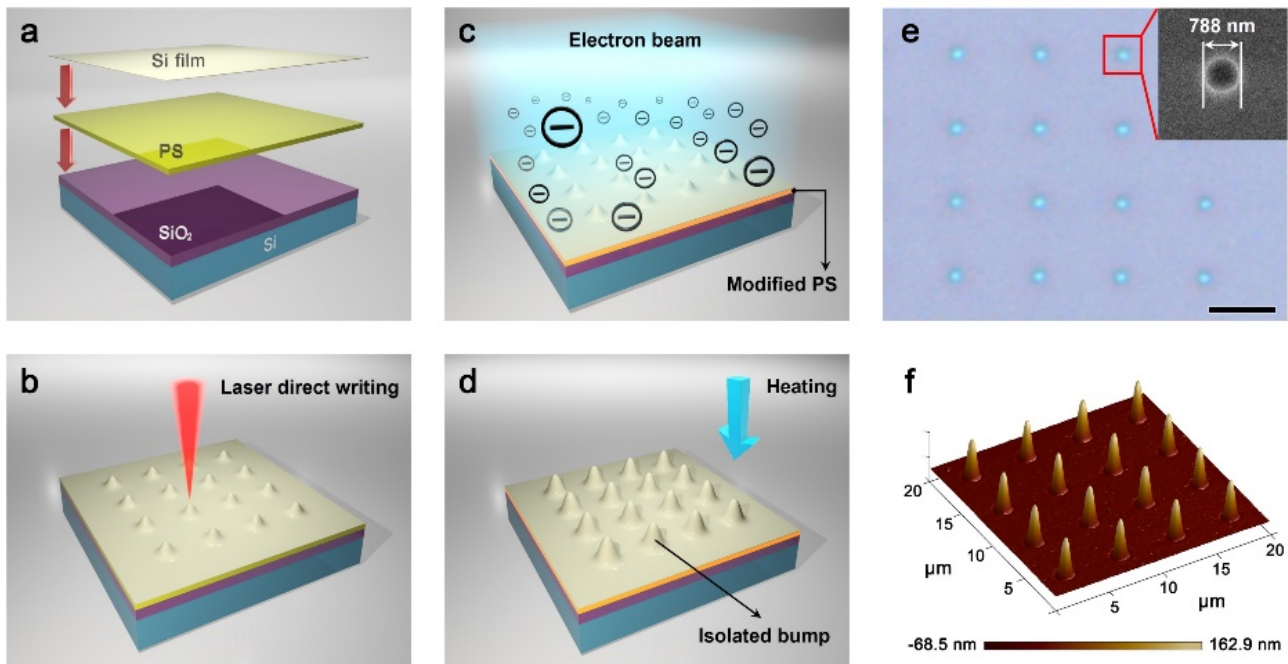 a
Si film
PS
SiO₂
Si
b
Laser direct writing
c
Electron beam
Modified PS
d
Heating
Isolated bump
e
788 nm
f
20
15
10
5
μm
5
10
15
20
μm
-68.5 nm
162.9 nm